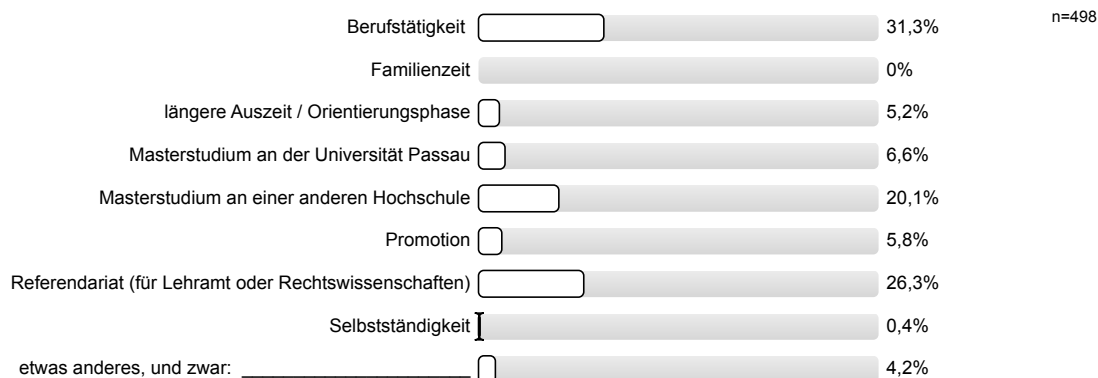 Berufstätigkeit 31,3% n=498
Familienzeit 0%
längere Auszeit / Orientierungsphase 5,2%
Masterstudium an der Universität Passau 6,6%
Masterstudium an einer anderen Hochschule 20,1%
Promotion 5,8%
Referendariat (für Lehramt oder Rechtswissenschaften) 26,3%
Selbstständigkeit 0,4%
etwas anderes, und zwar: ______________________ 4,2%